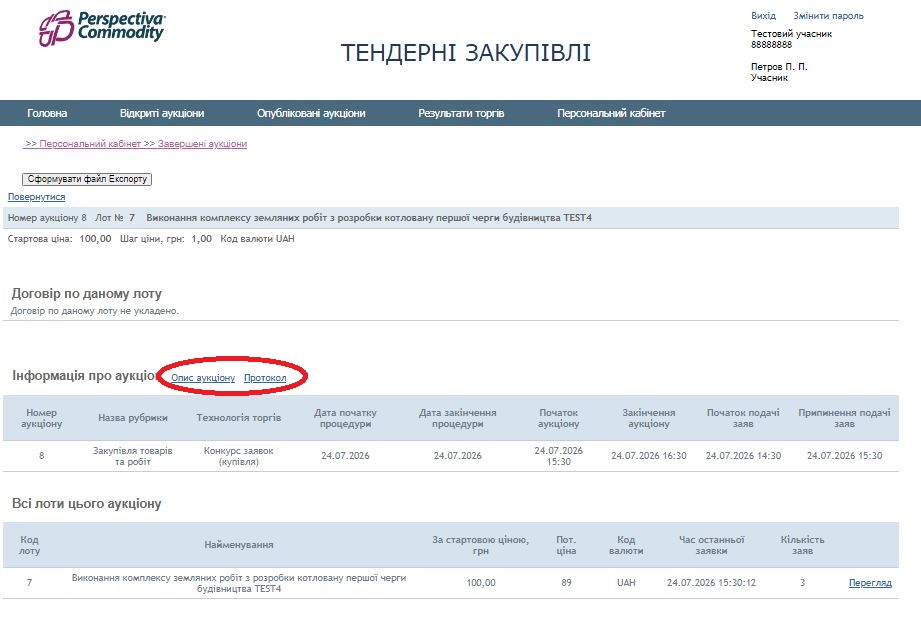 Perspectiva
Commodity
ТЕНДЕРНІ ЗАКУПІВЛІ
Вихід Змінити пароль
Тестовий учасник
88888888
Петров П. П.
Учасник
Головна Відкриті аукціони Опубліковані аукціони Результати торгів Персональний кабінет
>> Персональний кабінет >> Завершені аукціони
Сформувати файл Експорту
Повернутися
Номер аукціону 8 Лот № 7 Виконання комплексу земляних робіт з розробки котловану першої черги будівництва TEST4
Стартова ціна: 100,00 Шаг ціни, грн: 1,00 Код валюти UAH
Договір по даному лоту
Договір по даному лоту не укладено.
Інформація про аукціо Опис аукціону Протокол
Номер аукціону Назва рубрики Технологія торгів Дата початку процедури Дата закінчення процедури Початок аукціону Закінчення аукціону Початок подачі заяв Припинення подачі заяв
8 Закупівля товарів та робіт Конкурс заявок (купівля) 24.07.2026 24.07.2026 24.07.2026 15:30 24.07.2026 16:30 24.07.2026 14:30 24.07.2026 15:30
Всі лоти цього аукціону
Код лоту Найменування За стартовою ціною, грн Пот. ціна Код валюти Час останньої заявки Кількість заяв
7 Виконання комплексу земляних робіт з розробки котловану першої черги будівництва TEST4 100,00 89 UAH 24.07.2026 15:30:12 3 Перегляд